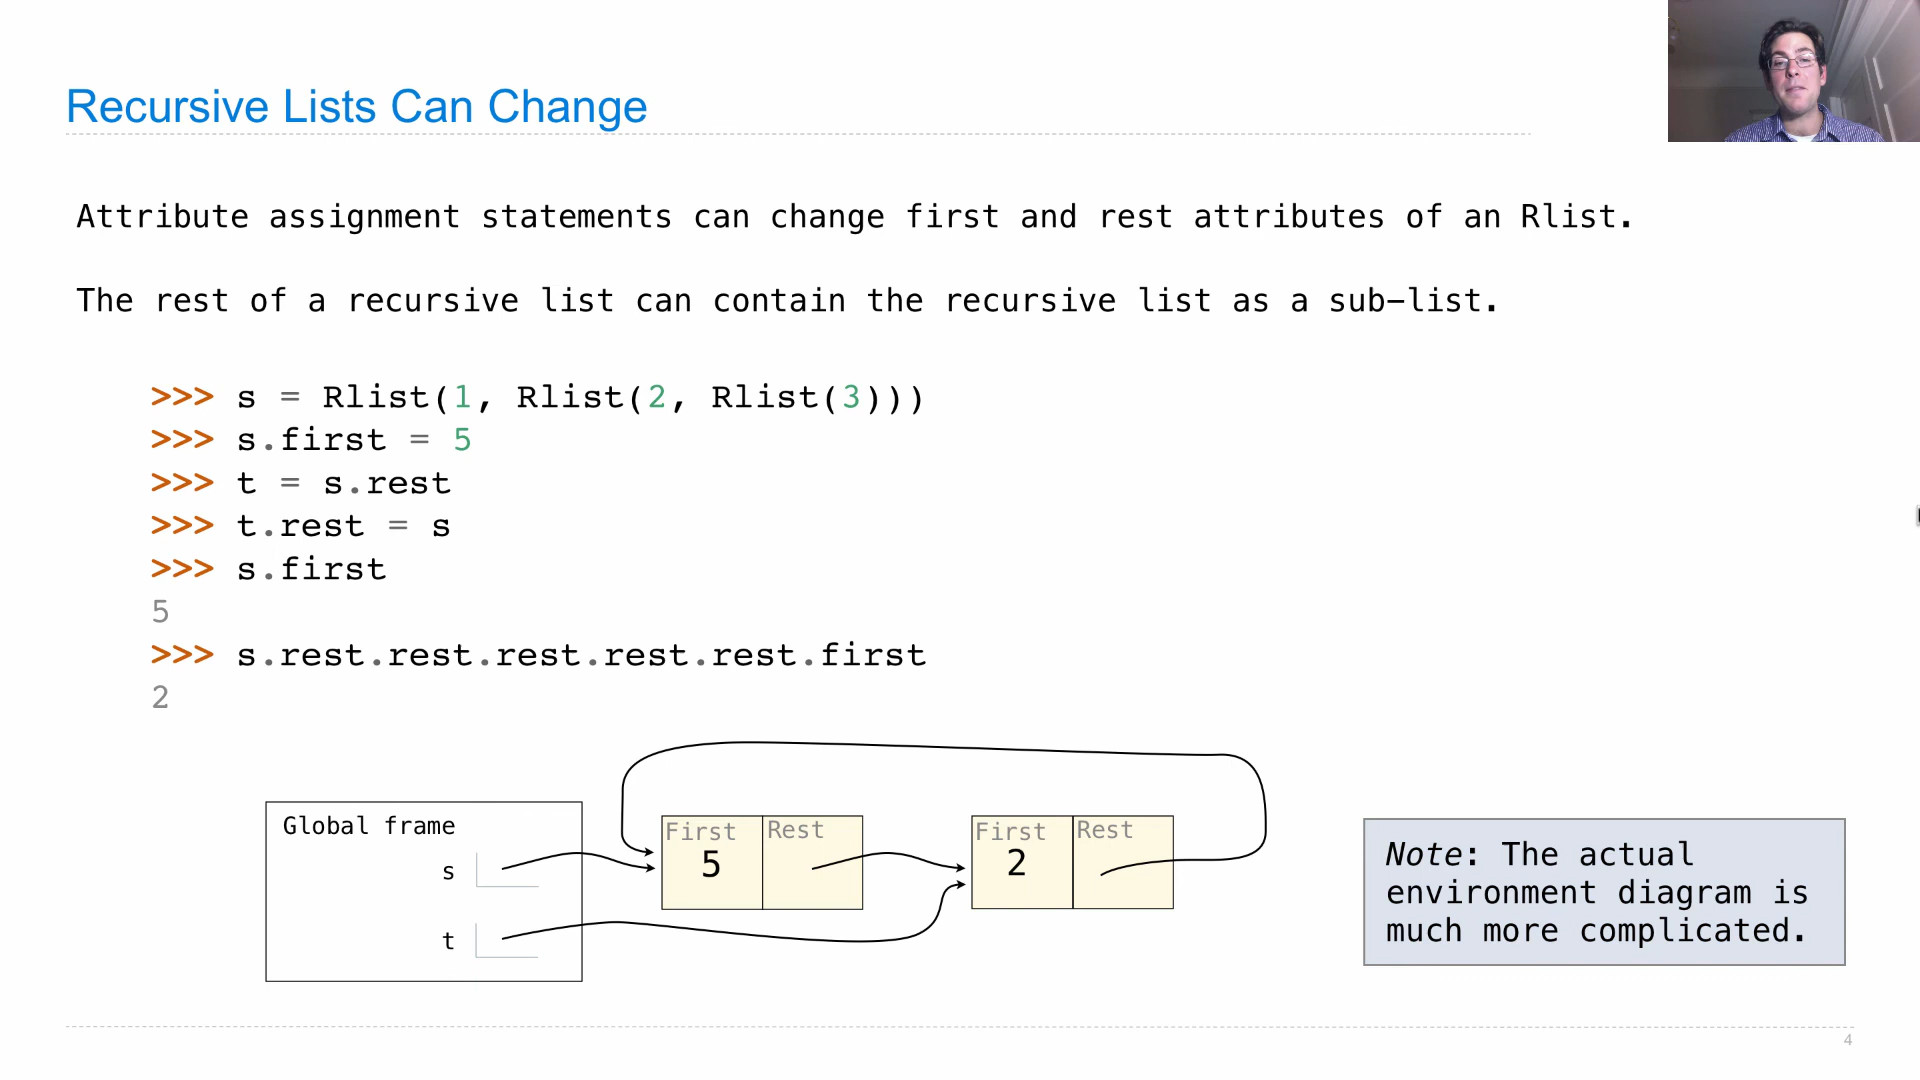 Recursive Lists Can Change
Attribute assignment statements can change first and rest attributes of an Rlist.
The rest of a recursive list can contain the recursive list as a sub-list.
>>> s = Rlist(1, Rlist(2, Rlist(3)))
>>> s.first = 5
>>> t = s.rest
>>> t.rest = s
>>> s.first
5
>>> s.rest.rest.rest.rest.rest.first
2
Global frame
s
t
First Rest
5
First Rest
2
Note: The actual
environment diagram is
much more complicated.
4